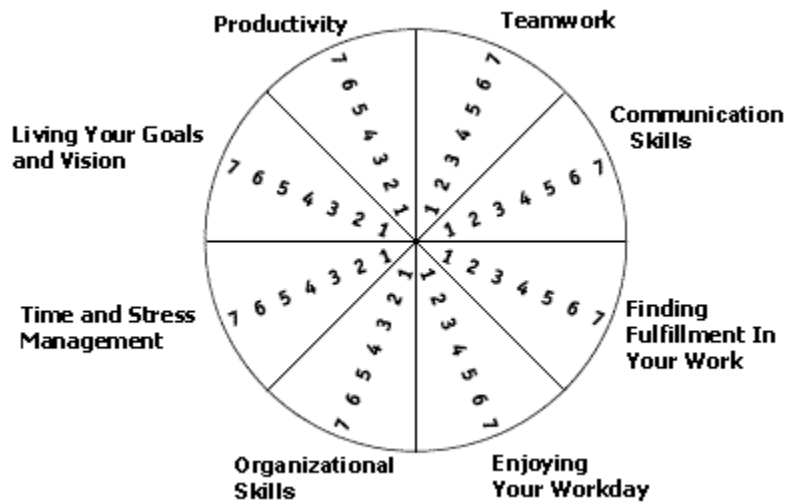 Productivity
Teamwork
Communication
Skills
Living Your Goals
and Vision
Time and Stress
Management
Finding
Fulfillment In
Your Work
Organizational
Skills
Enjoying
Your Workday
7 6 5 4 3 2 1
1 2 3 4 5 6 7
1 2 3 4 5 6 7
7 6 5 4 3 2 1
7 6 5 4 3 2 1
1 2 3 4 5 6 7
7 6 5 4 3 2 1
1 2 3 4 5 6 7